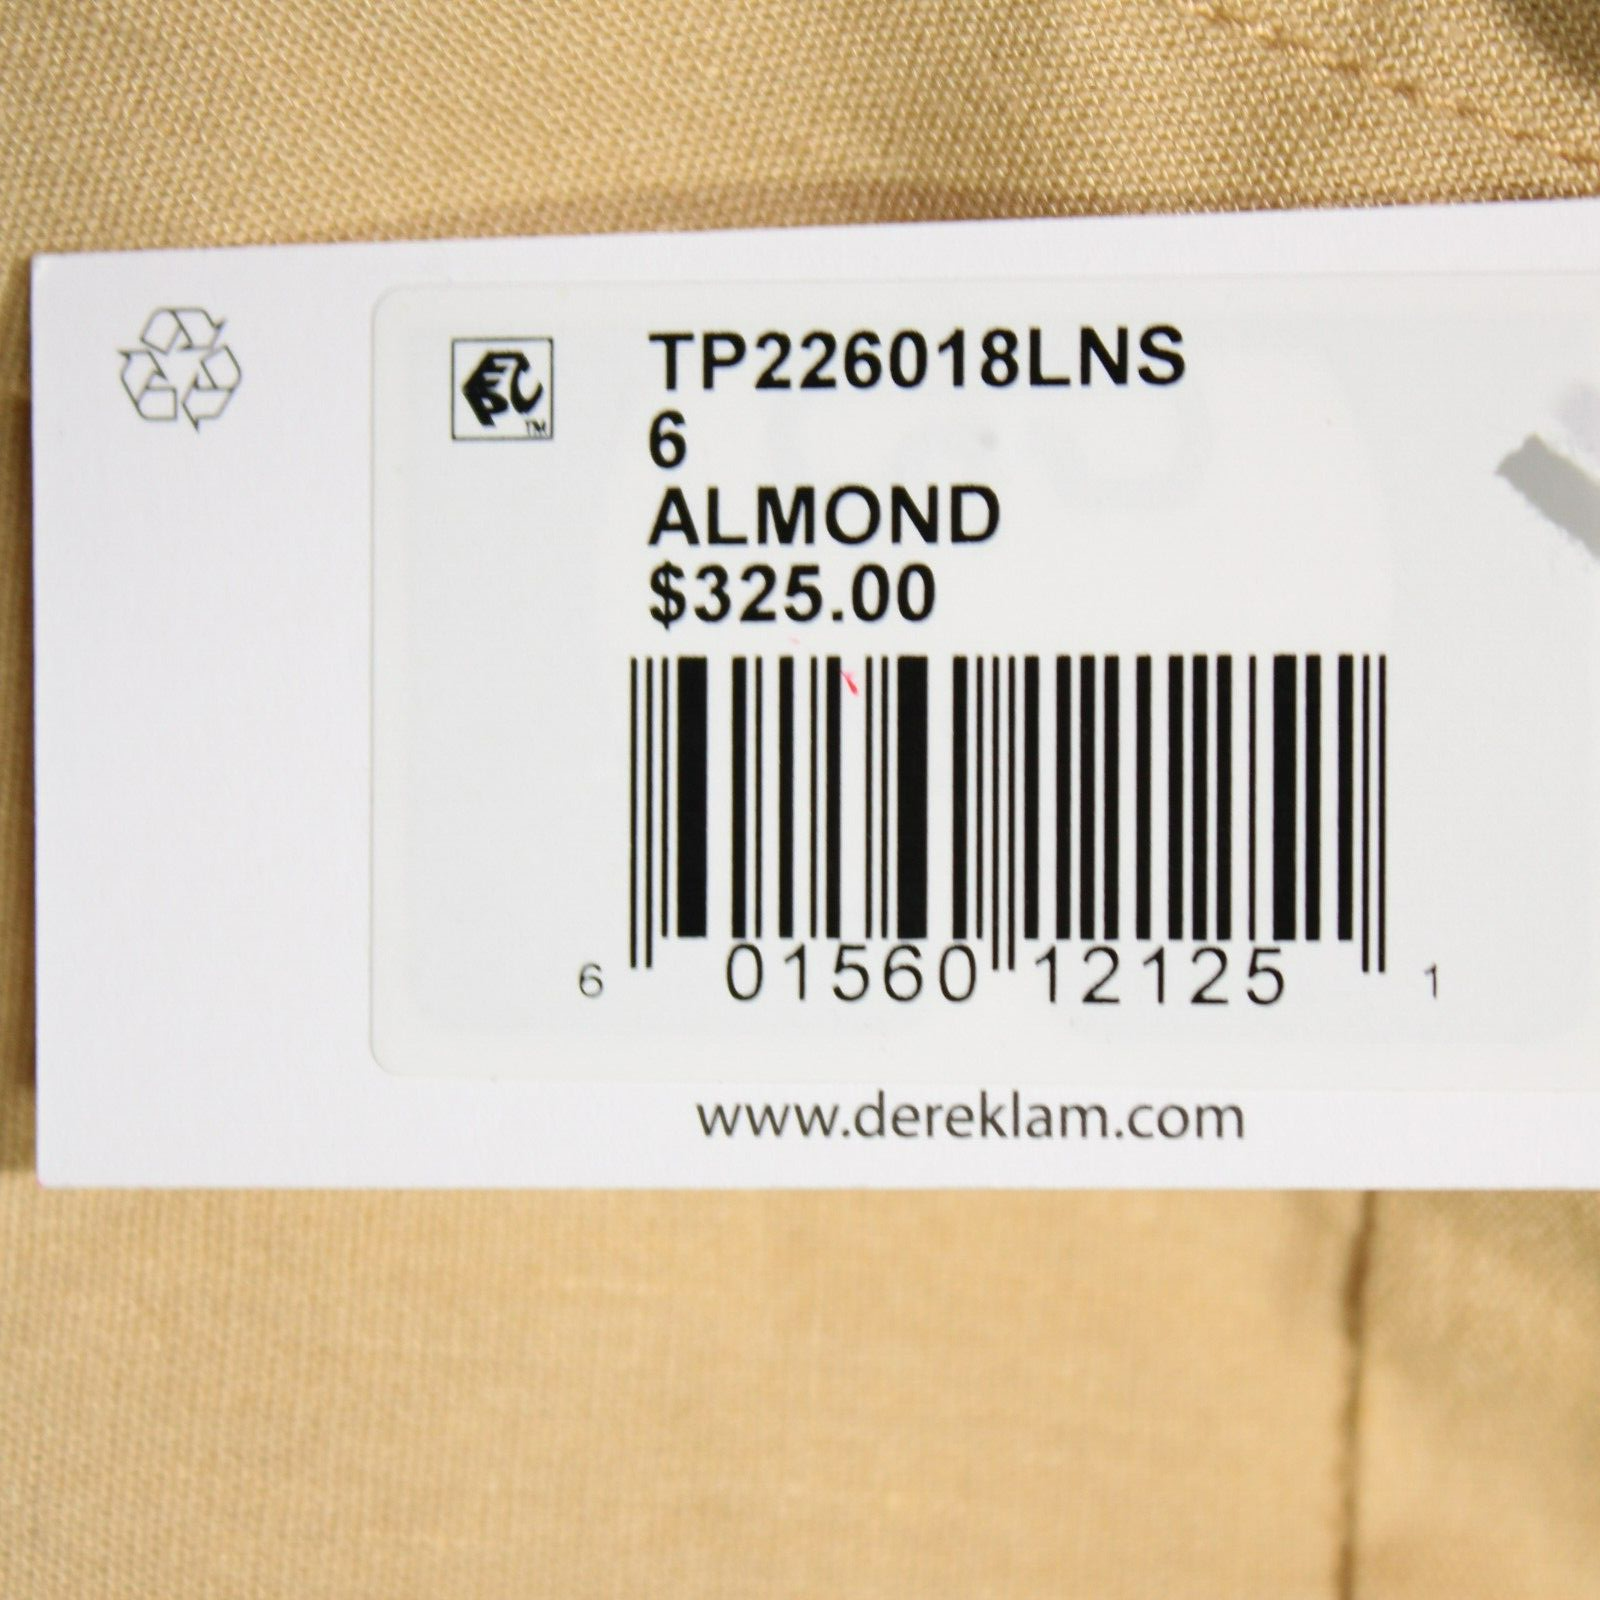 TP226018LNS
6
ALMOND
$325.00
6 01560 12125 1
www.dereklam.com